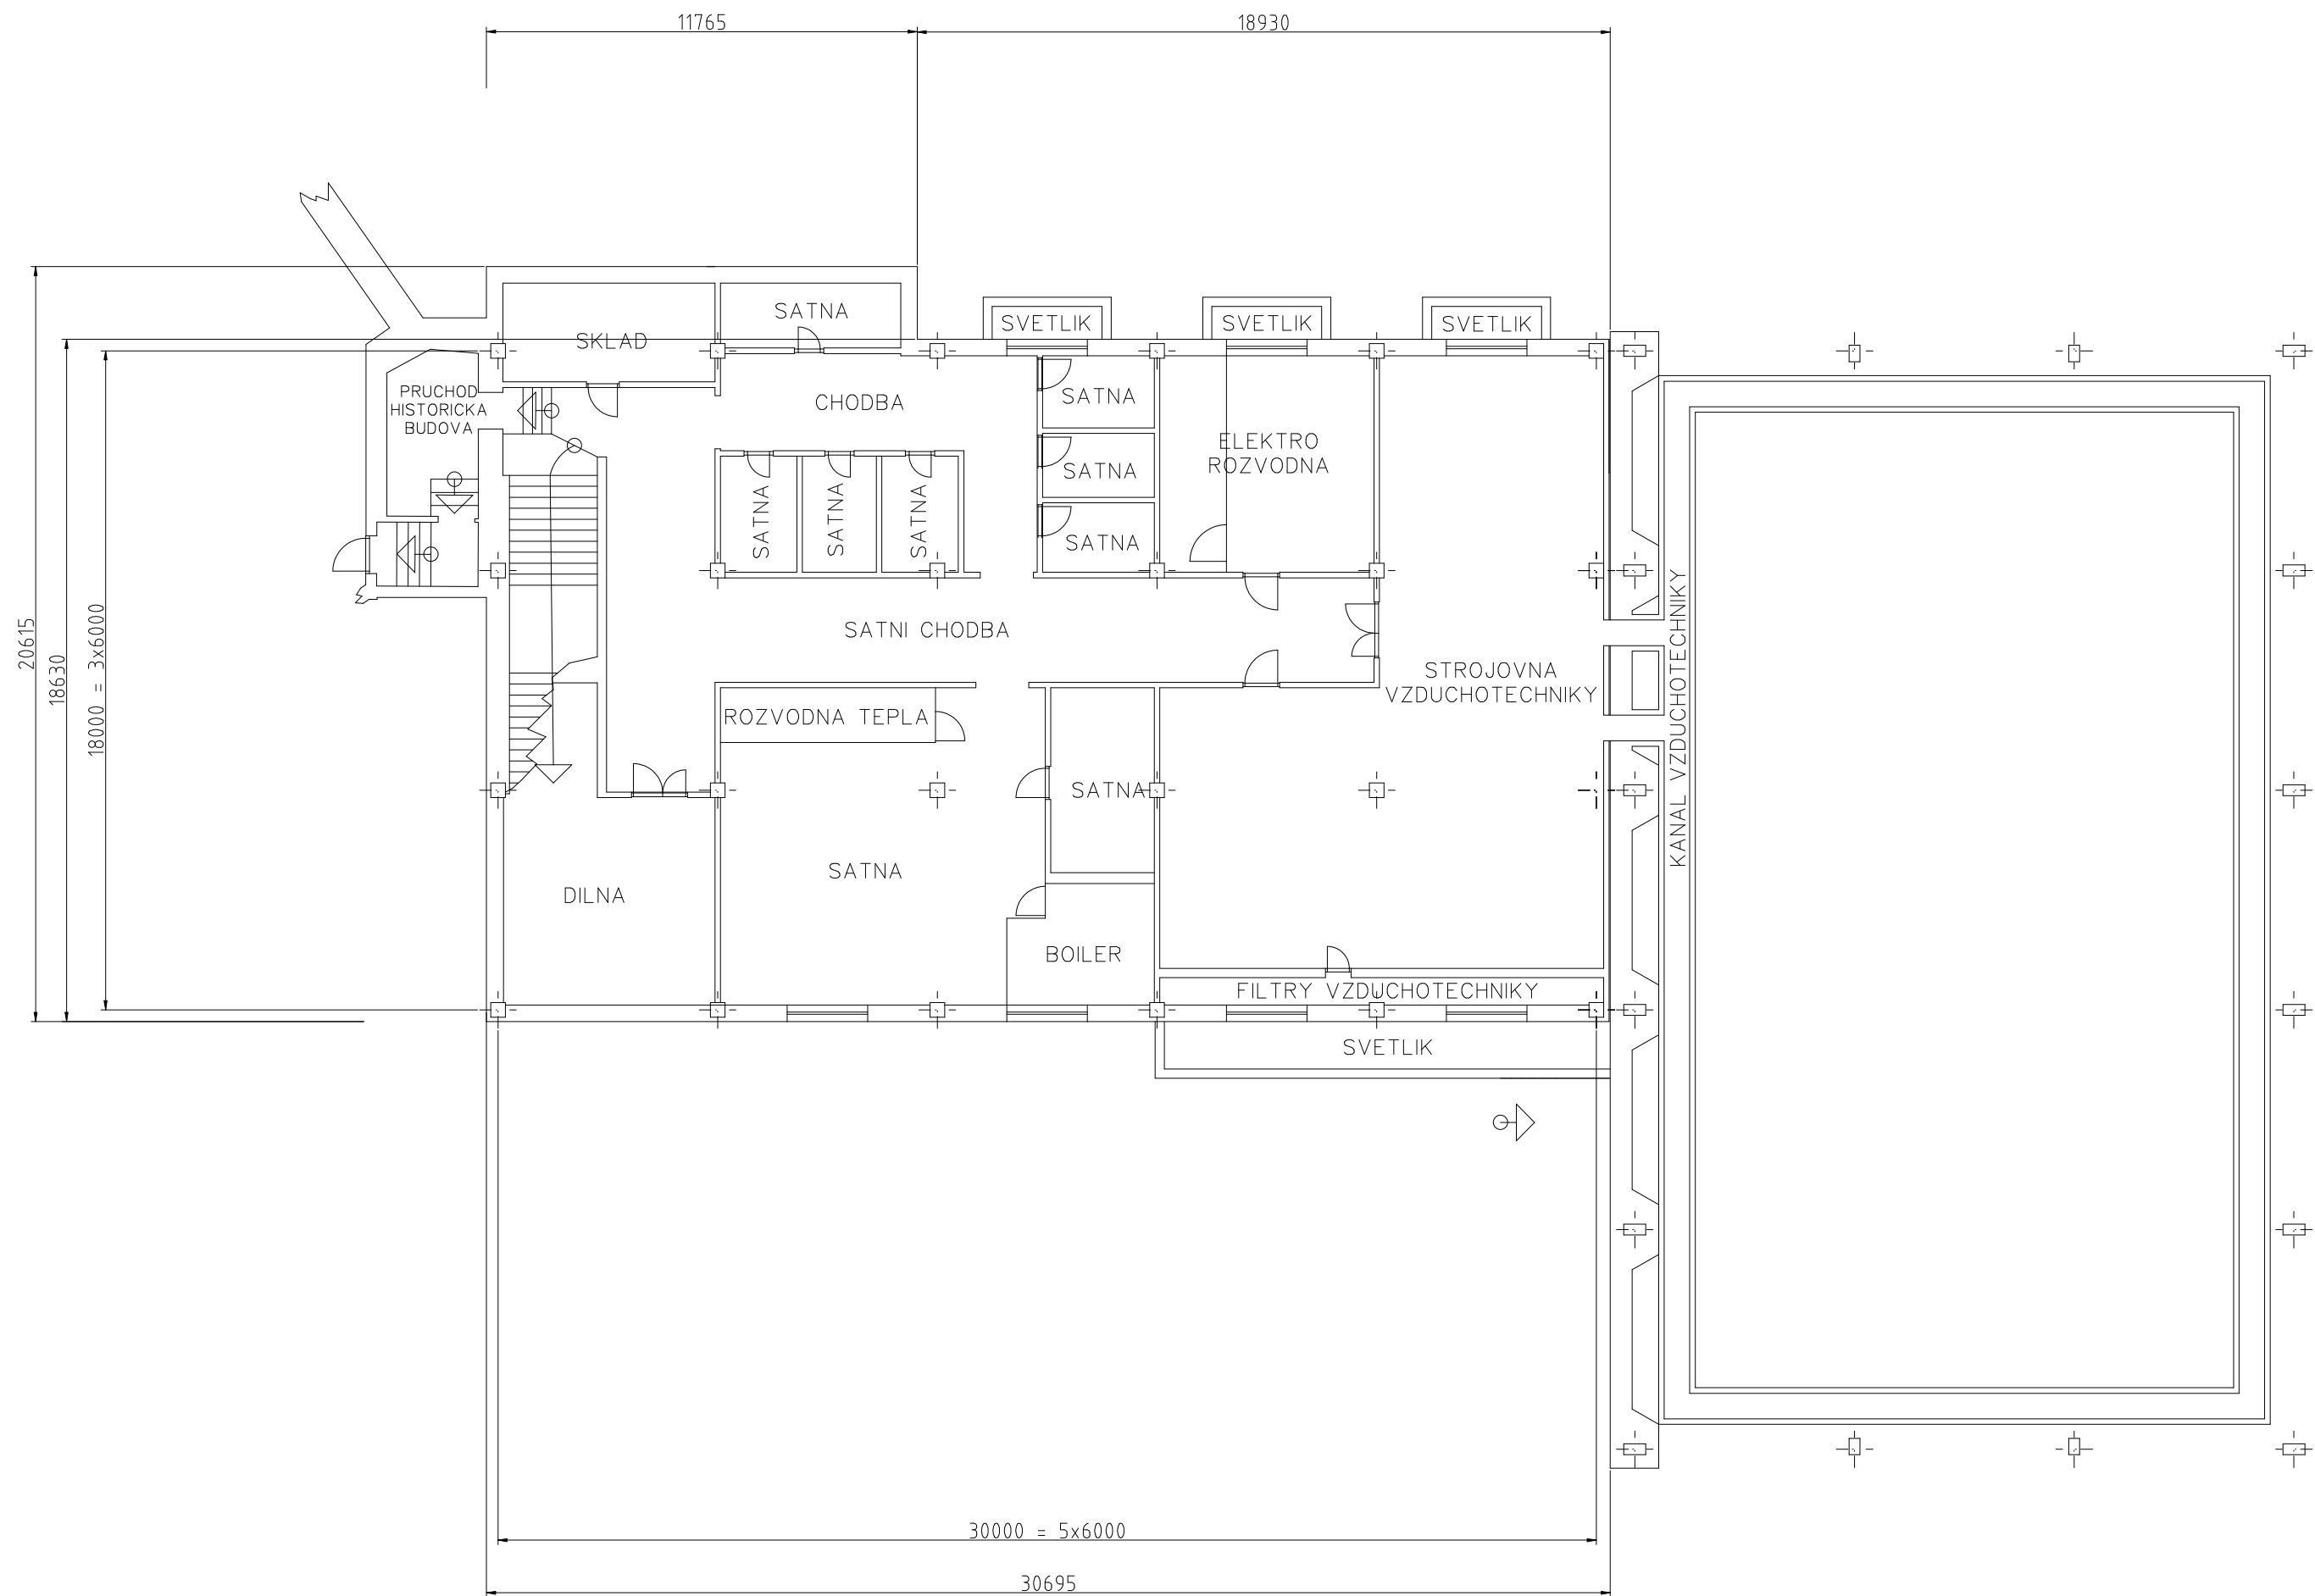 11765
18930
SATNA
SVETLIK
SVETLIK
SVETLIK
SKLAD
PRUCHOD
HISTORICKA
BUDOVA
CHODBA
SATNA
ELEKTRO
ROZVODNA
SATNA
SATNA
SATNA
SATNA
SATNA
20615
18630
18000 = 3x6000
SATNI CHODBA
STROJOVNA
VZDUCHOTECHNIKY
KANAL VZDUCHOTECHNIKY
ROZVODNA TEPLA
SATNA
SATNA
DILNA
BOILER
FILTRY VZDUCHOTECHNIKY
SVETLIK
30000 = 5x6000
30695